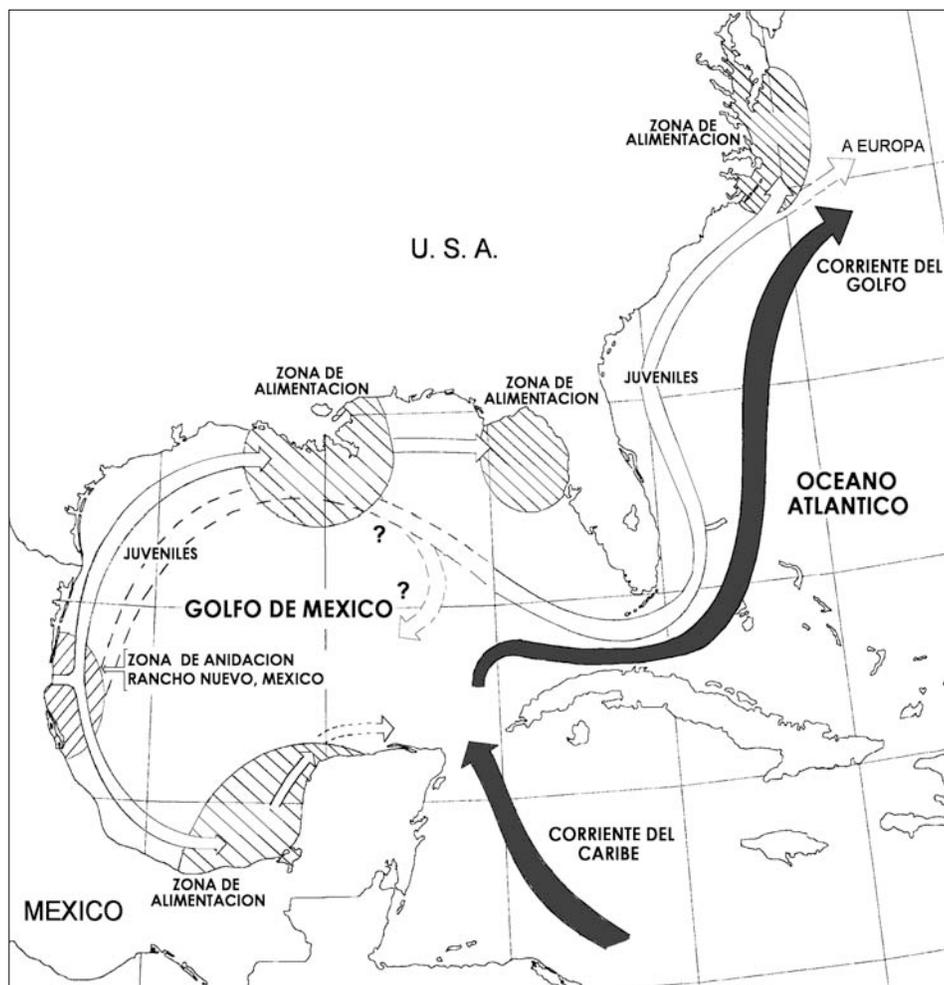 ZONA DE
ALIMENTACION
A EUROPA
U. S. A.
CORRIENTE DEL
GOLFO
ZONA DE
ALIMENTACION
ZONA DE
ALIMENTACION
JUVENILES
OCEANO
ATLANTICO
?
JUVENILES
?
GOLFO DE MEXICO
ZONA DE ANIDACION
RANCHO NUEVO, MEXICO
CORRIENTE DEL
CARIBE
ZONA DE
ALIMENTACION
MEXICO